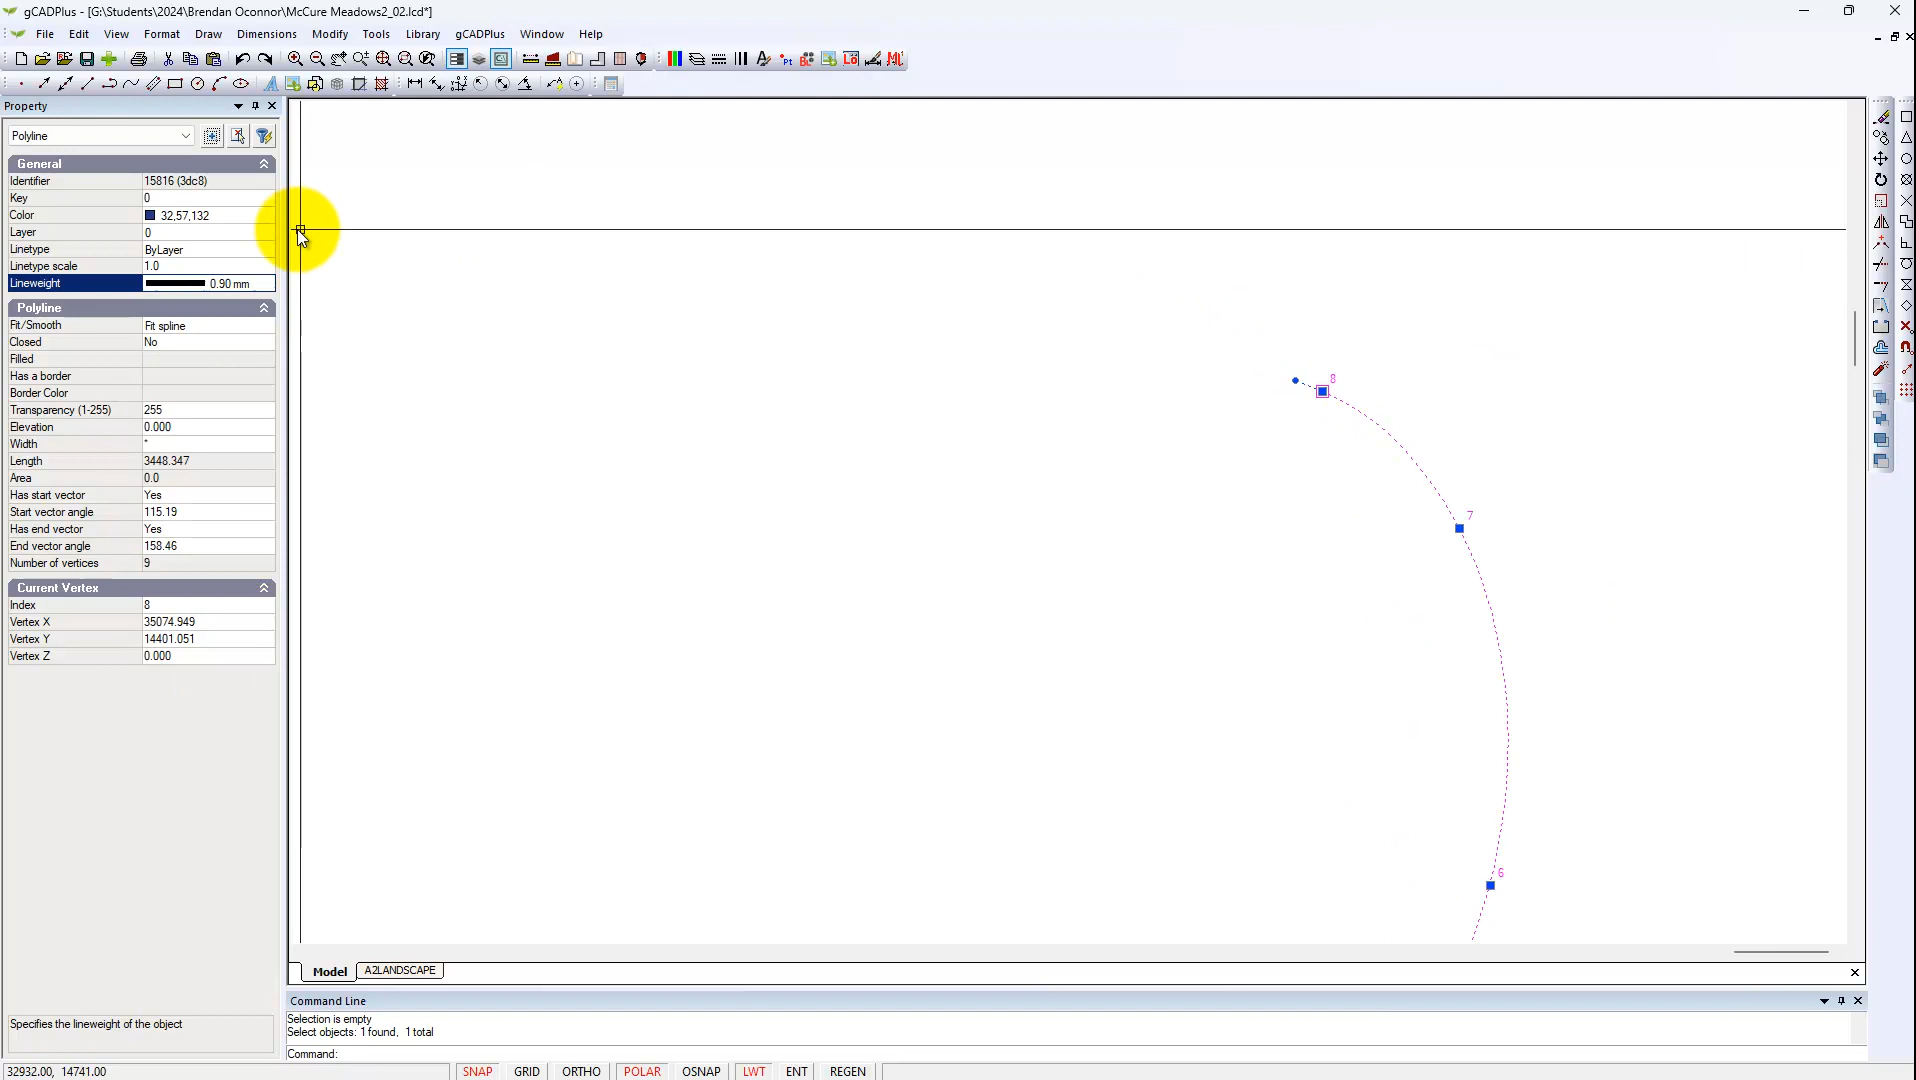 gCADPlus - [G:\Students\2024\Brendan Oconnor\McCure Meadows2_02.lcd*]
File Edit View Format Tools Draw Dimensions Modify Tools Library gCADPlus Window Help
Property
Polyline
General
Identifier 15816 (3dc8)
Key 0
Color 32,57,132
Layer 0
Linetype ByLayer
Linetype scale 1.0
Lineweight 0.90 mm
Polyline
Fit/Smooth Fit spline
Closed No
Filled
Has a border
Border Color
Transparency (1-255) 255
Elevation 0.000
Width *
Length 3448.347
Area 0.0
Has start vector Yes
Start vector angle 115.19
Has end vector Yes
End vector angle 158.46
Number of vertices 9
Current Vertex
Index 8
Vertex X 35074.949
Vertex Y 14401.051
Vertex Z 0.000
8
7
6
Model A2LANDSCAPE
Command Line
Selection is empty
Select objects: 1 found, 1 total
Command:
Specifies the lineweight of the object
32932.00, 14741.00 SNAP GRID ORTHO POLAR OSNAP LWT ENT REGEN